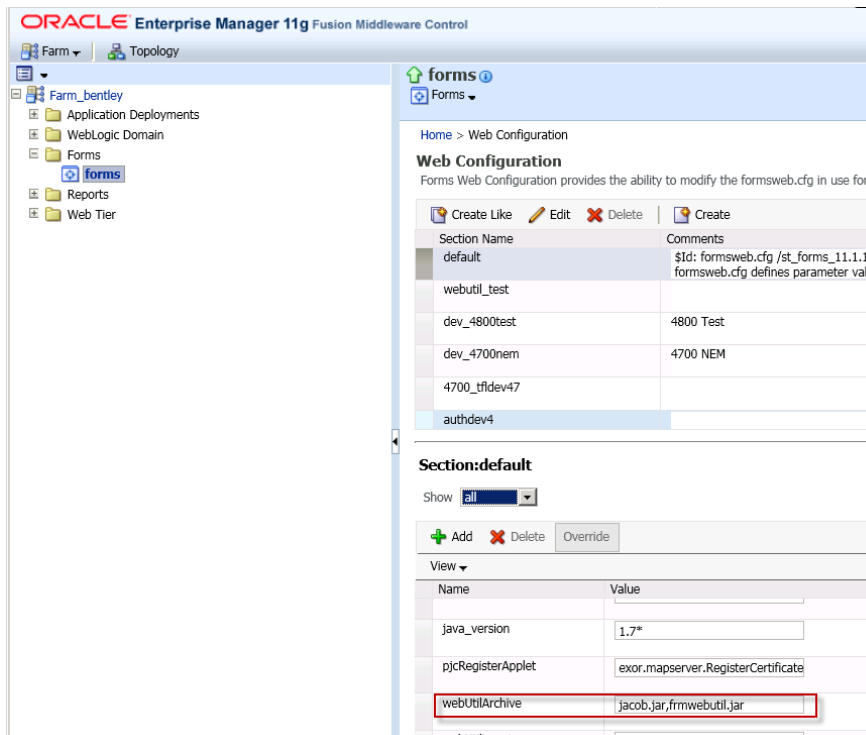 ORACLE Enterprise Manager 11g Fusion Middleware Control
Farm Topology
Farm_bentley
Application Deployments
WebLogic Domain
Forms
forms
Reports
Web Tier
forms
Forms
Home > Web Configuration
Web Configuration
Forms Web Configuration provides the ability to modify the formsweb.cfg in use for
Create Like Edit Delete Create
Section Name Comments
default $Id: formsweb.cfg /st_forms_11.1.1
formsweb.cfg defines parameter val
webutil_test
dev_4800test 4800 Test
dev_4700nem 4700 NEM
4700_tfldev47
authdev4
Section:default
Show all
Add Delete Override
View
Name Value
java_version 1.7*
pjcRegisterApplet exor.mapserver.RegisterCertificate
webUtilArchive jacob.jar,frmwebutil.jar